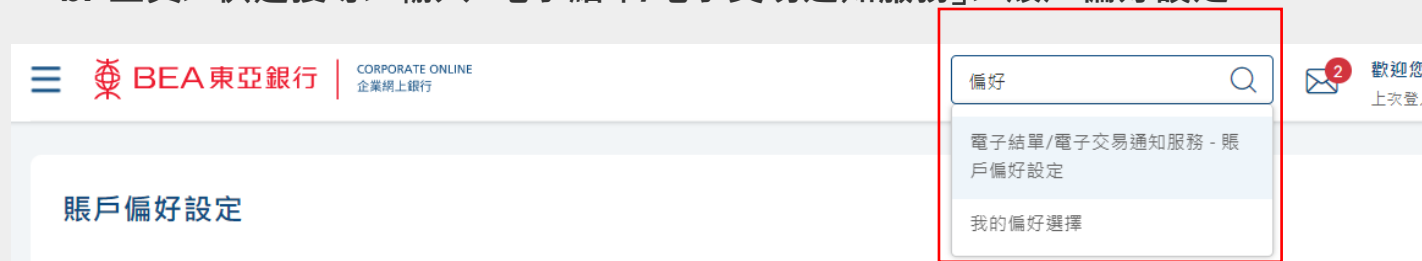 BEA東亞銀行
CORPORATE ONLINE
企業網上銀行
偏好
2
歡迎您
上次登
電子結單/電子交易通知服務 - 賬
戶偏好設定
我的偏好選擇
賬戶偏好設定